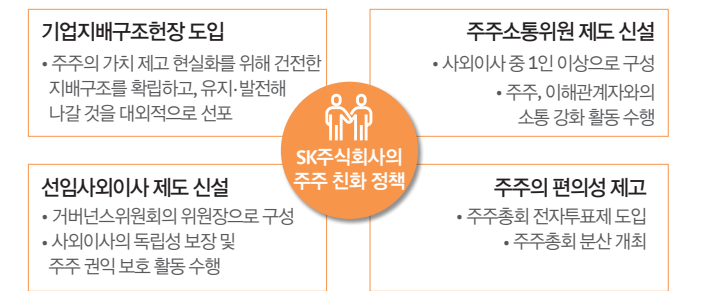 기업지배구조헌장 도입
• 주주의 가치 제고 현실화를 위해 건전한
지배구조를 확립하고, 유지·발전해
나갈 것을 대외적으로 선포
주주소통위원 제도 신설
• 사외이사 중 1인 이상으로 구성
• 주주, 이해관계자와의
소통 강화 활동 수행
SK주식회사의
주주 친화 정책
선임사외이사 제도 신설
• 거버넌스위원회의 위원장으로 구성
• 사외이사의 독립성 보장 및
주주 권익 보호 활동 수행
주주의 편의성 제고
• 주주총회 전자투표제 도입
• 주주총회 분산 개최